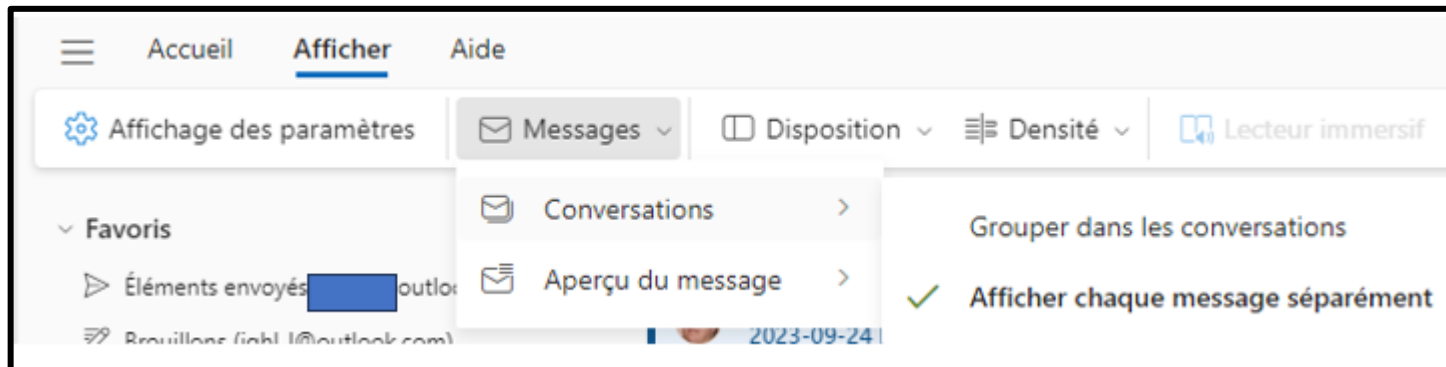 Accueil Afficher Aide
Affichage des paramètres Messages Disposition Densité Lecteur immersif
Conversations
Grouper dans les conversations
Favoris
Aperçu du message
Éléments envoyés outlo
Afficher chaque message séparément
Brouillons
2023-09-24